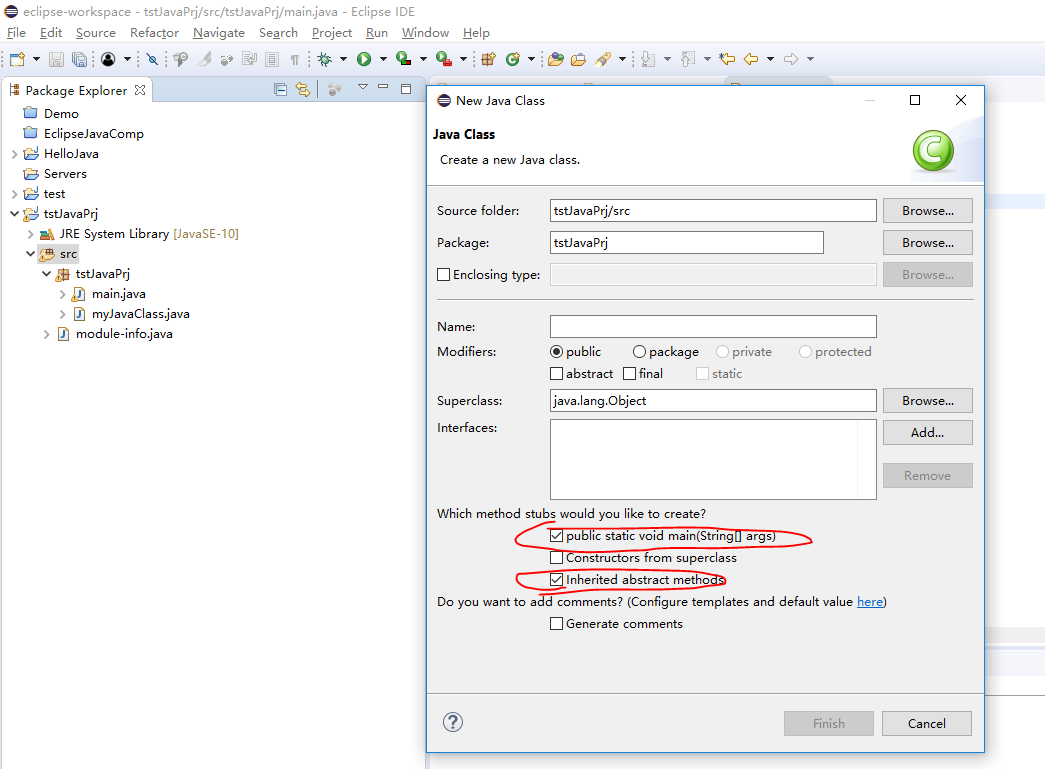 eclipse-workspace - tstJavaPrj/src/tstJavaPrj/main.java - Eclipse IDE
File Edit Source Refactor Navigate Search Project Run Window Help
Package Explorer
Demo
EclipseJavaComp
HelloJava
Servers
test
tstJavaPrj
JRE System Library [JavaSE-10]
src
tstJavaPrj
main.java
myJavaClass.java
module-info.java
New Java Class
Java Class
Create a new Java class.
Source folder: tstJavaPrj/src Browse...
Package: tstJavaPrj Browse...
Enclosing type: Browse...
Name:
Modifiers: public package private protected
abstract final static
Superclass: java.lang.Object Browse...
Interfaces: Add...
Remove
Which method stubs would you like to create?
public static void main(String[] args)
Constructors from superclass
Inherited abstract methods
Do you want to add comments? (Configure templates and default value here)
Generate comments
Finish Cancel